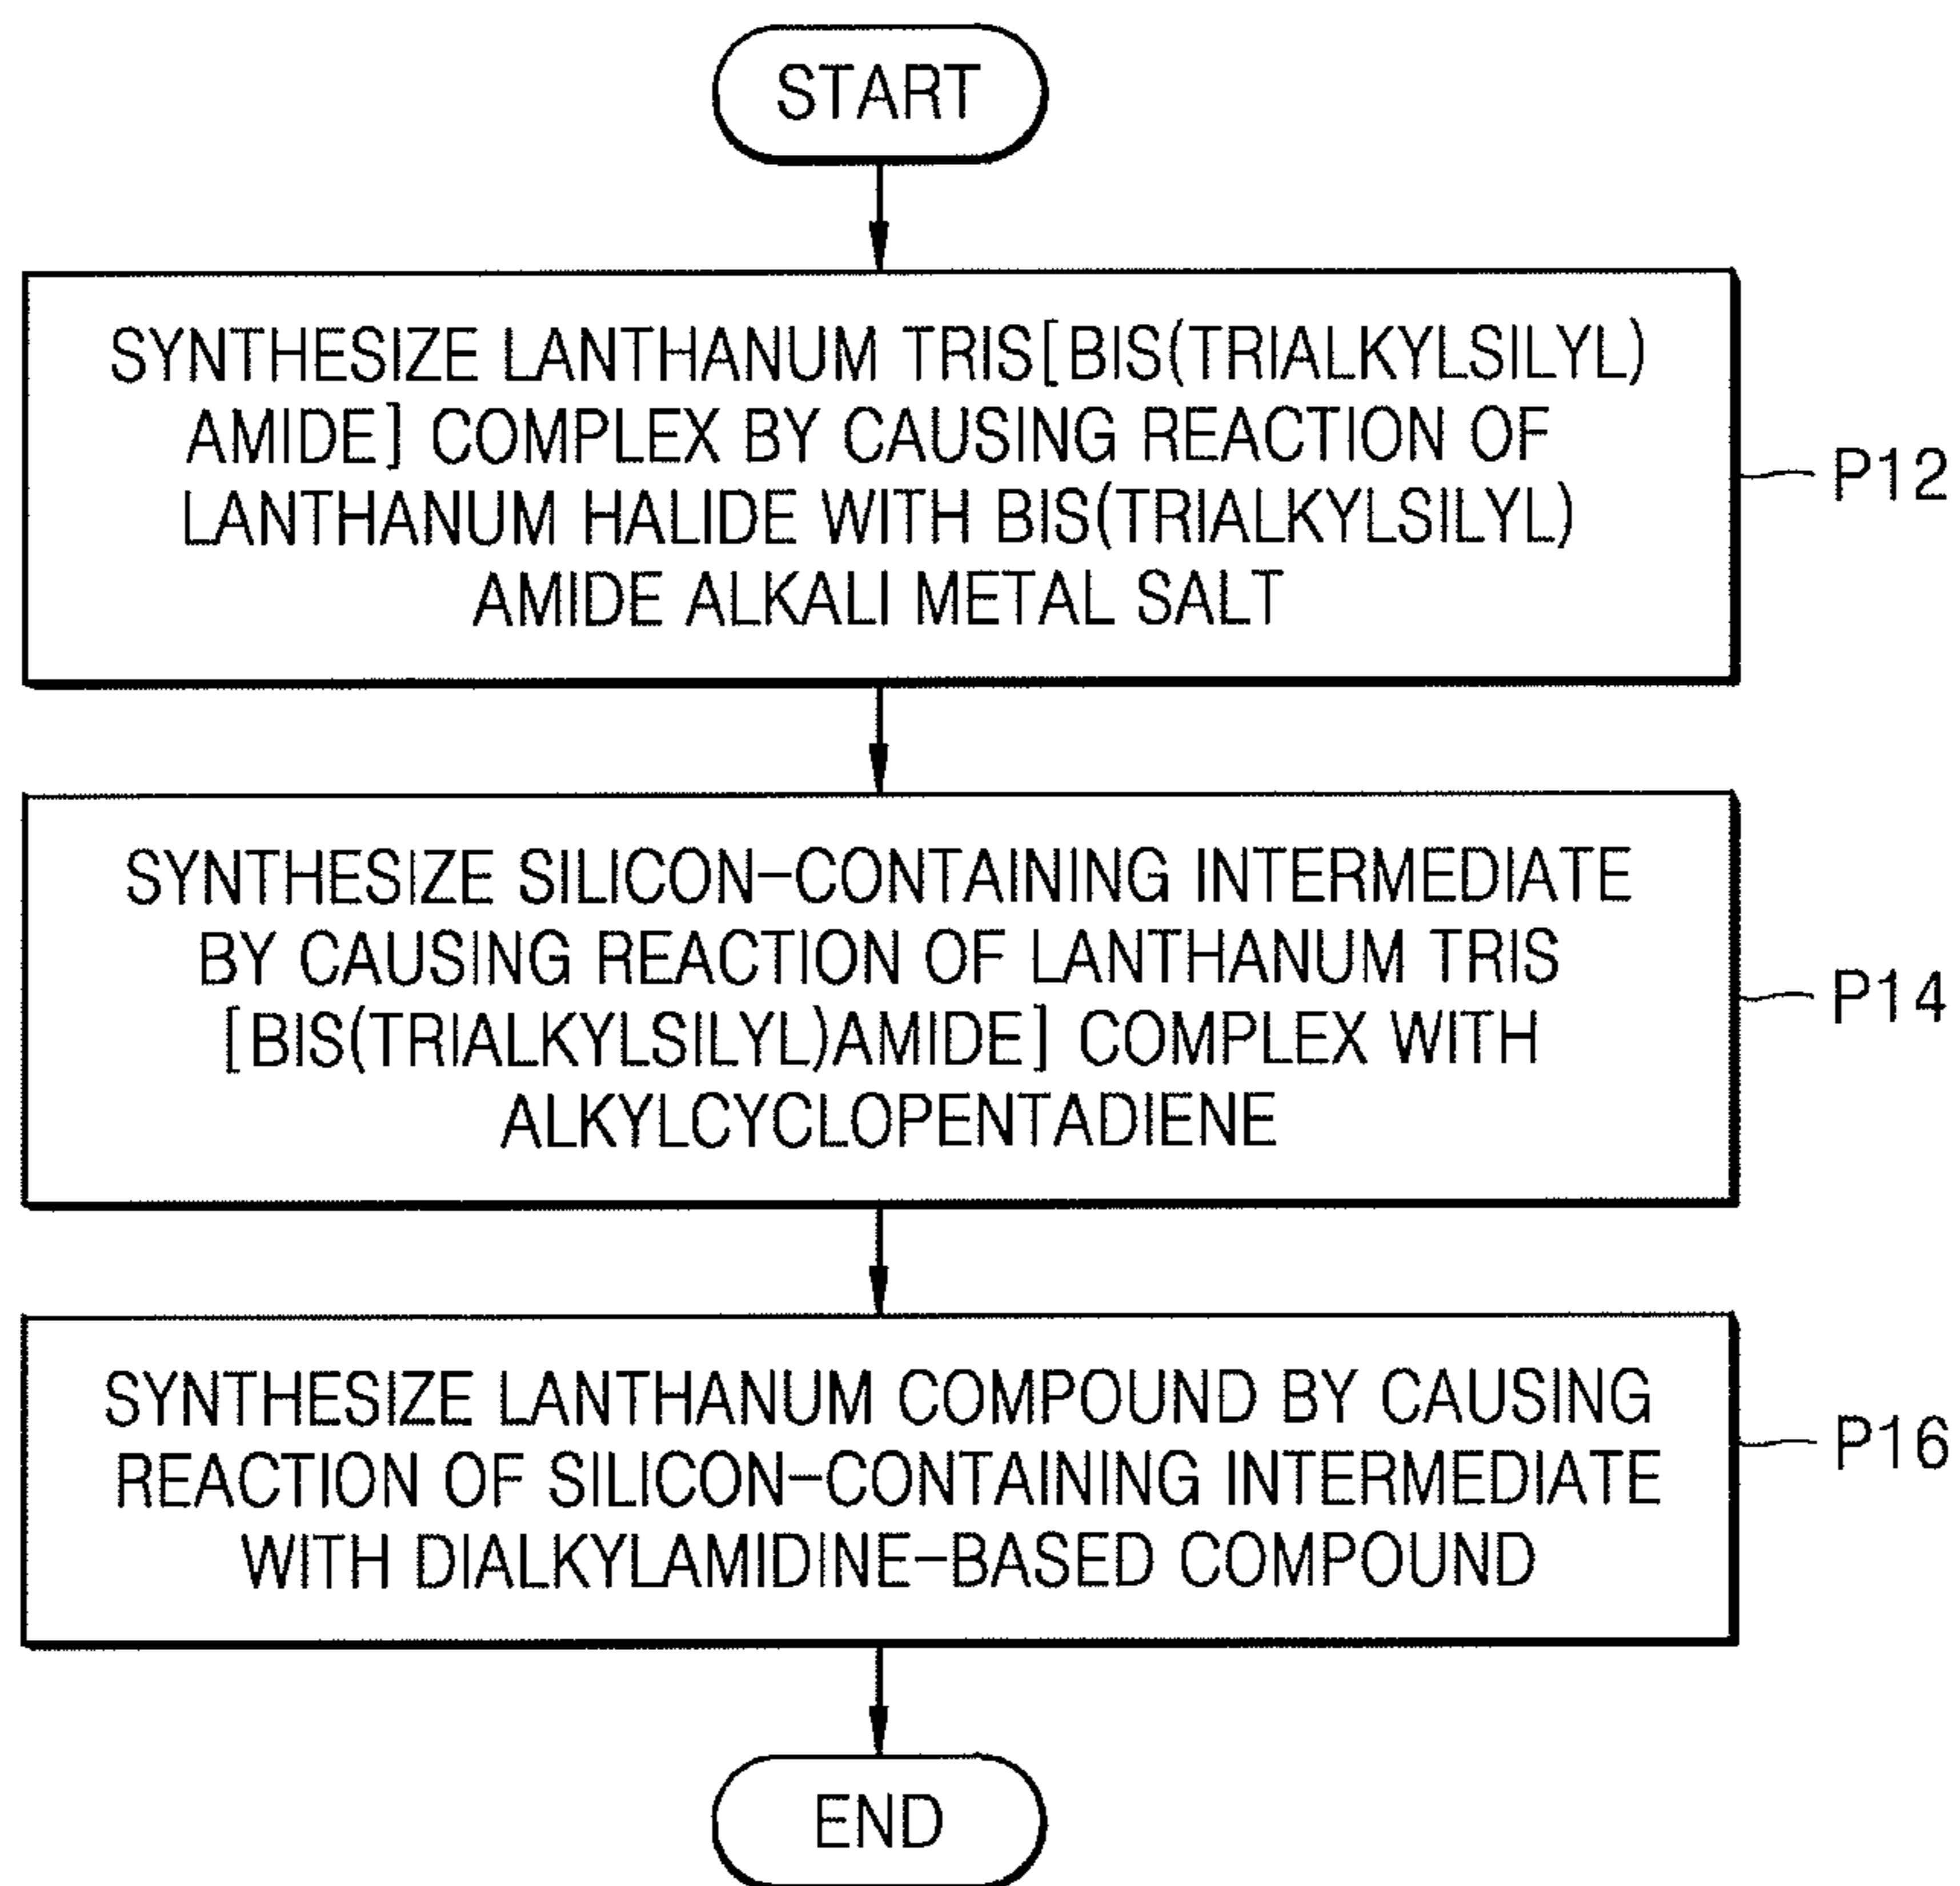 START
SYNTHESIZE LANTHANUM TRIS[BIS(TRIALKYLSILYL)
AMIDE] COMPLEX BY CAUSING REACTION OF
LANTHANUM HALIDE WITH BIS(TRIALKYLSILYL)
AMIDE ALKALI METAL SALT
P12
SYNTHESIZE SILICON-CONTAINING INTERMEDIATE
BY CAUSING REACTION OF LANTHANUM TRIS
[BIS(TRIALKYLSILYL)AMIDE] COMPLEX WITH
ALKYLCYCLOPENTADIENE
P14
SYNTHESIZE LANTHANUM COMPOUND BY CAUSING
REACTION OF SILICON-CONTAINING INTERMEDIATE
WITH DIALKYLAMIDINE-BASED COMPOUND
P16
END